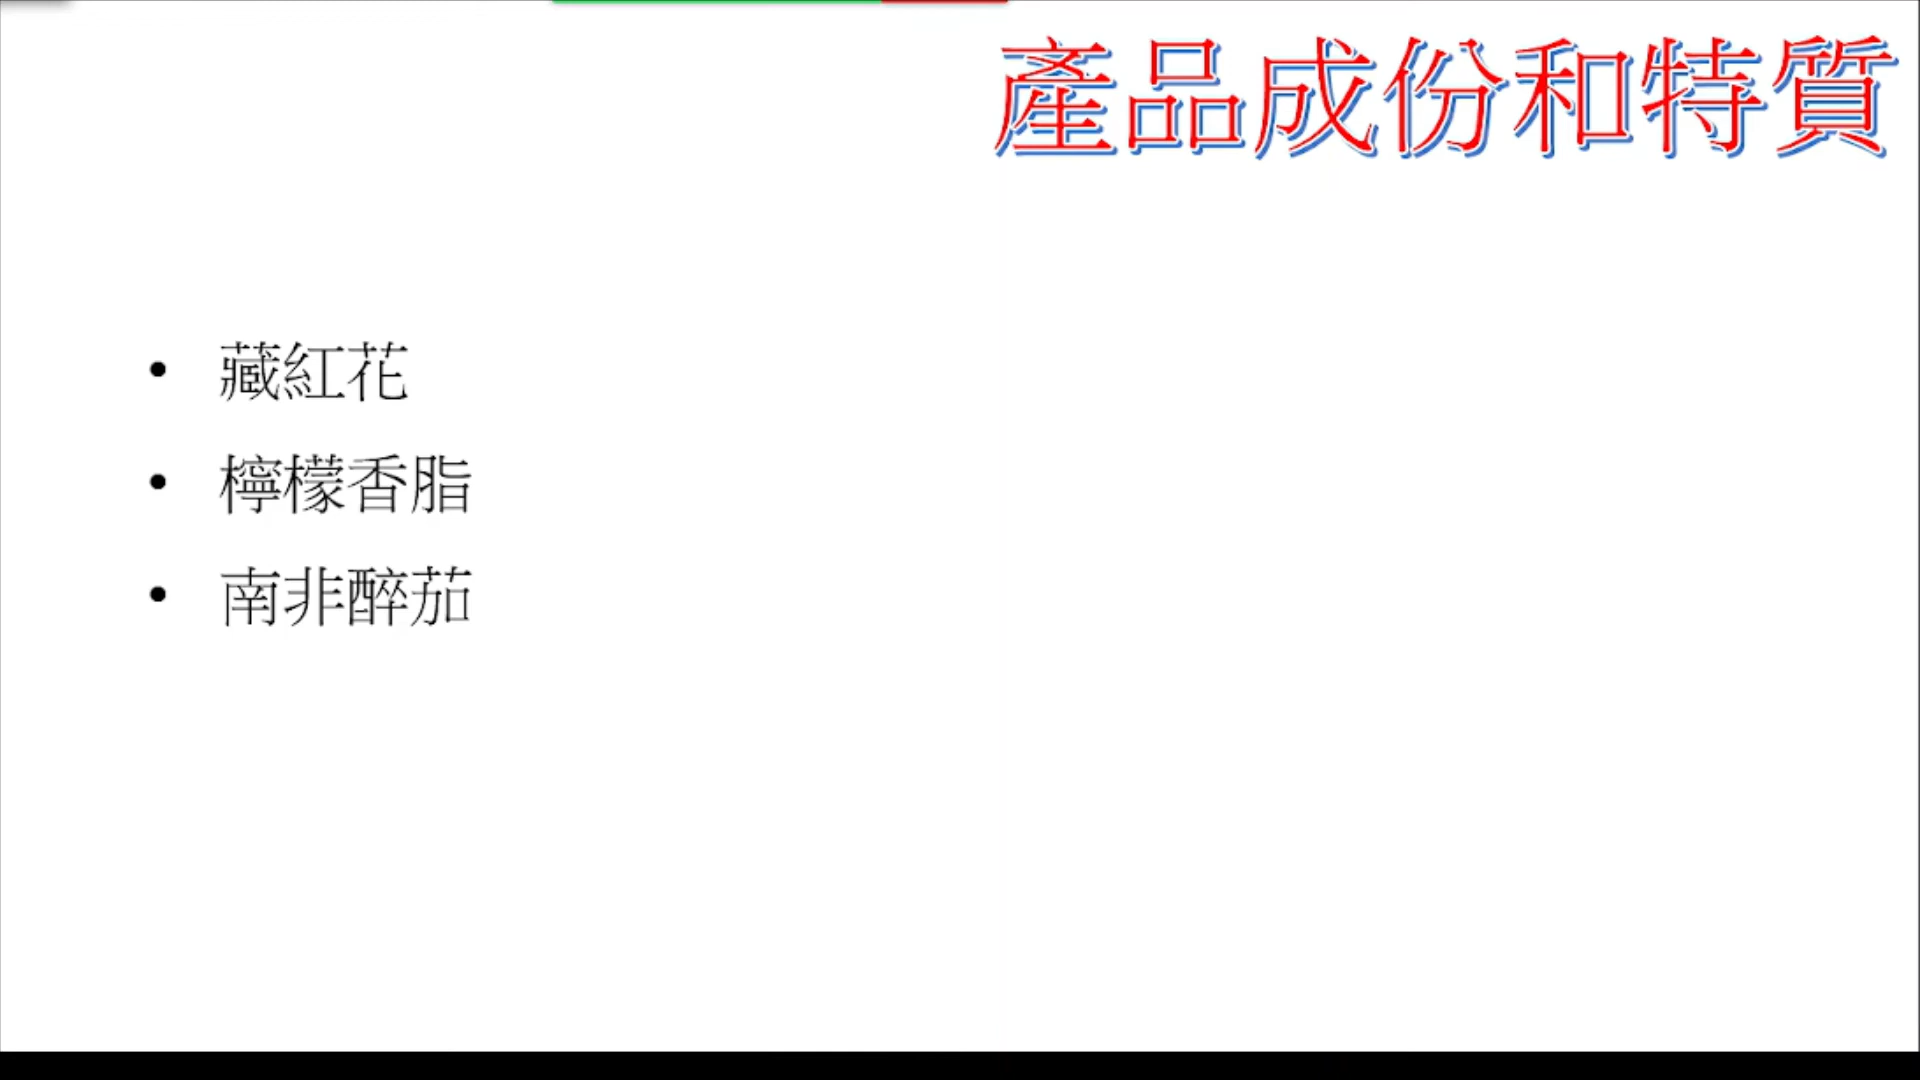 產品成份和特質
• 藏紅花
• 檸檬香脂
• 南非醉茄